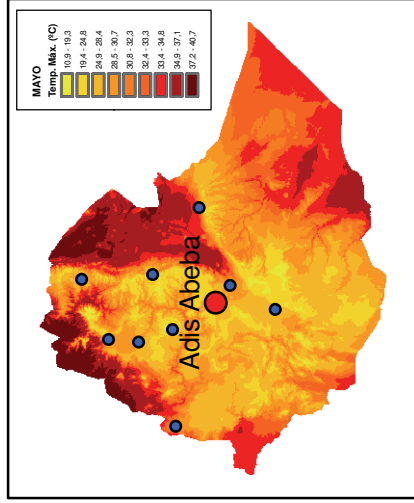 MAYO
Temp. Máx. (ºC)
10,9 - 19,3
19,4 - 24,8
24,9 - 28,4
28,5 - 30,7
30,8 - 32,3
32,4 - 33,3
33,4 - 34,8
34,9 - 37,1
37,2 - 40,7
Adis Abeba